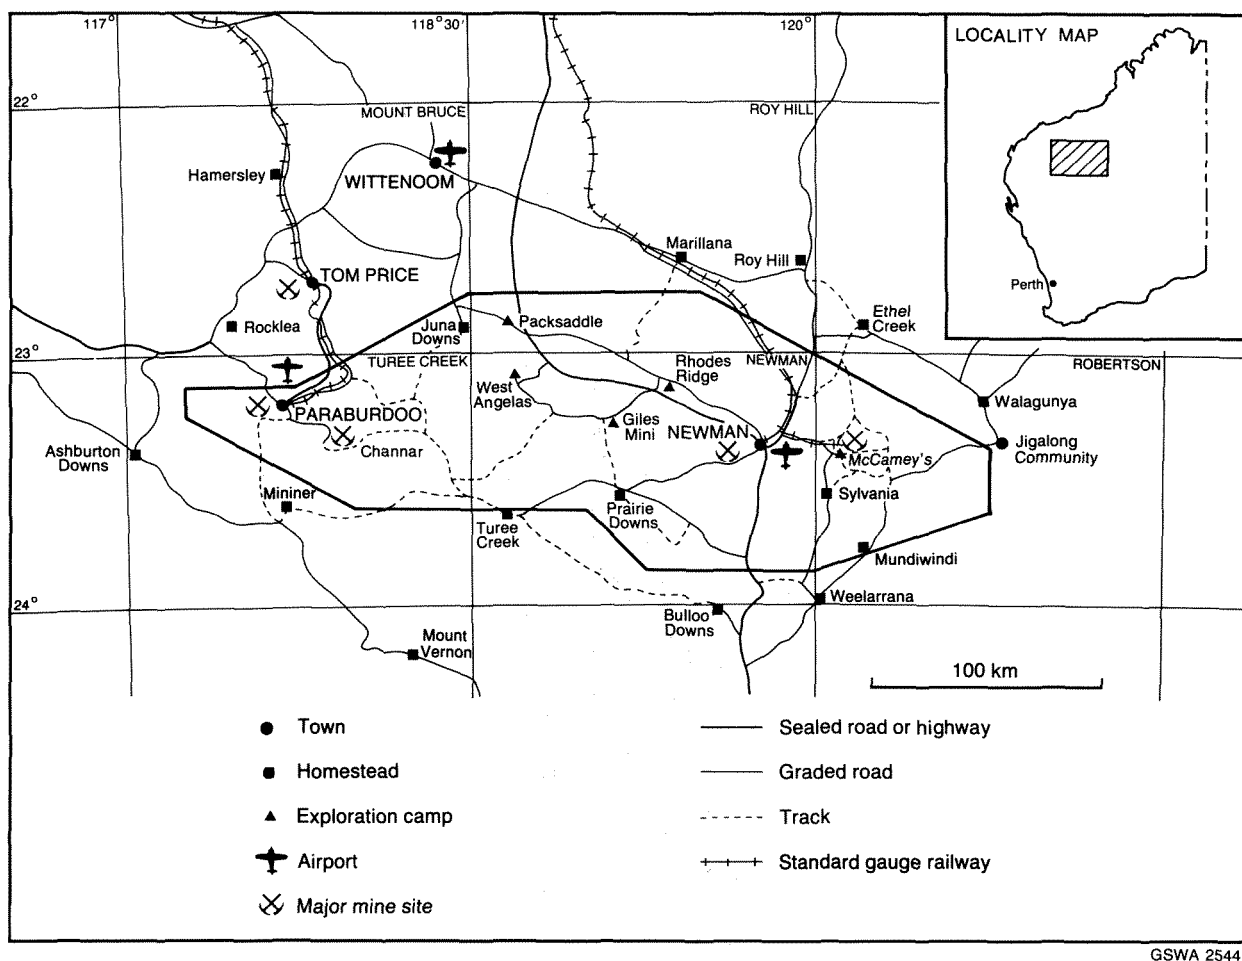 117°
118°30'
120°
LOCALITY MAP
22°
MOUNT BRUCE
ROY HILL
Hamersley
WITTENOOM
Marillana
Roy Hill
Perth
TOM PRICE
Rocklea
Juna
Downs
Packsaddle
Ethel
Creek
23°
TUREE CREEK
NEWMAN
ROBERTSON
Rhodes
Ridge
West
Angelas
PARABURDOO
Giles
Mini
Walagunya
Channar
NEWMAN
Ashburton
Downs
McCamey's
Jigalong
Community
Mininer
Prairie
Downs
Sylvania
Turee
Creek
Mundiwindi
24°
Bulloo
Downs
Weelarrana
Mount
Vernon
100 km
Town
Homestead
Exploration camp
Airport
Major mine site
Sealed road or highway
Graded road
Track
Standard gauge railway
GSWA 2544